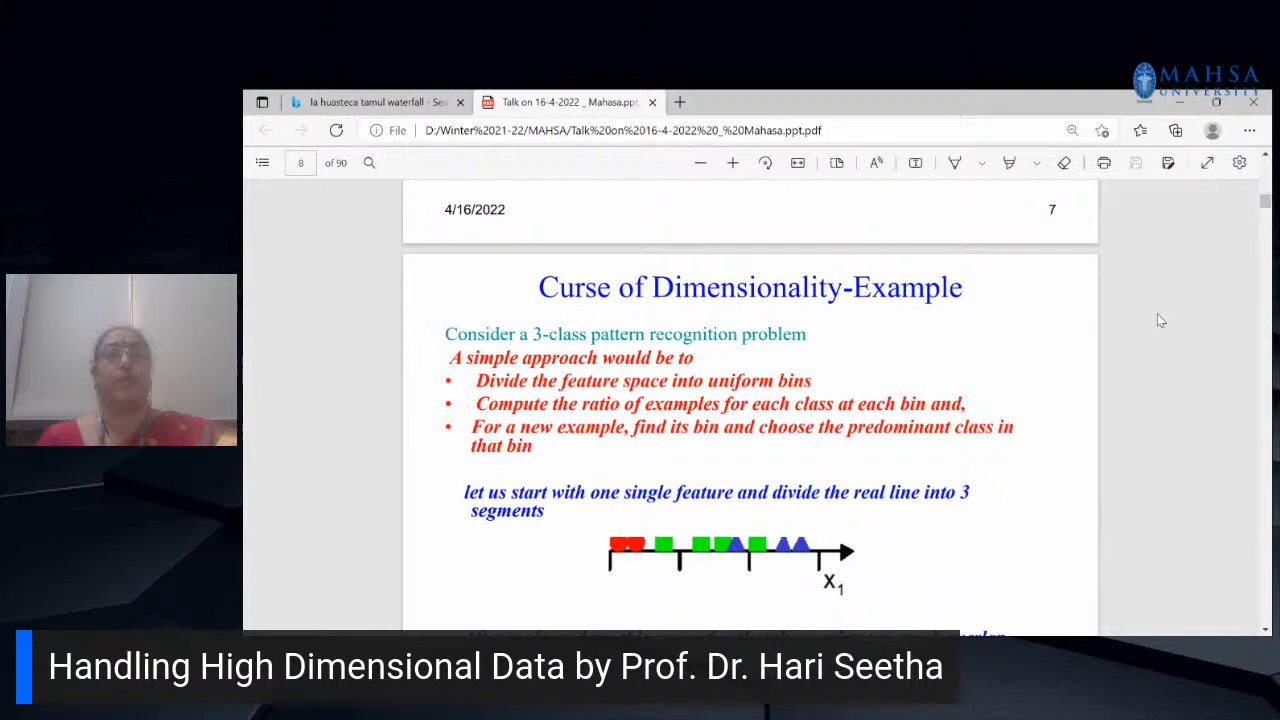 MAHSA
UNIVERSITY
la huasteca tamul waterfall - Sea
Talk on 16-4-2022 _ Mahasa.ppt.
File
D:/Winter%2021-22/MAHSA/Talk%20on%2016-4-2022%20_%20Mahasa.ppt.pdf
8
of 90
4/16/2022
7
Curse of Dimensionality-Example
Consider a 3-class pattern recognition problem
A simple approach would be to
• Divide the feature space into uniform bins
• Compute the ratio of examples for each class at each bin and,
• For a new example, find its bin and choose the predominant class in
that bin
let us start with one single feature and divide the real line into 3
segments
X1
Handling High Dimensional Data by Prof. Dr. Hari Seetha